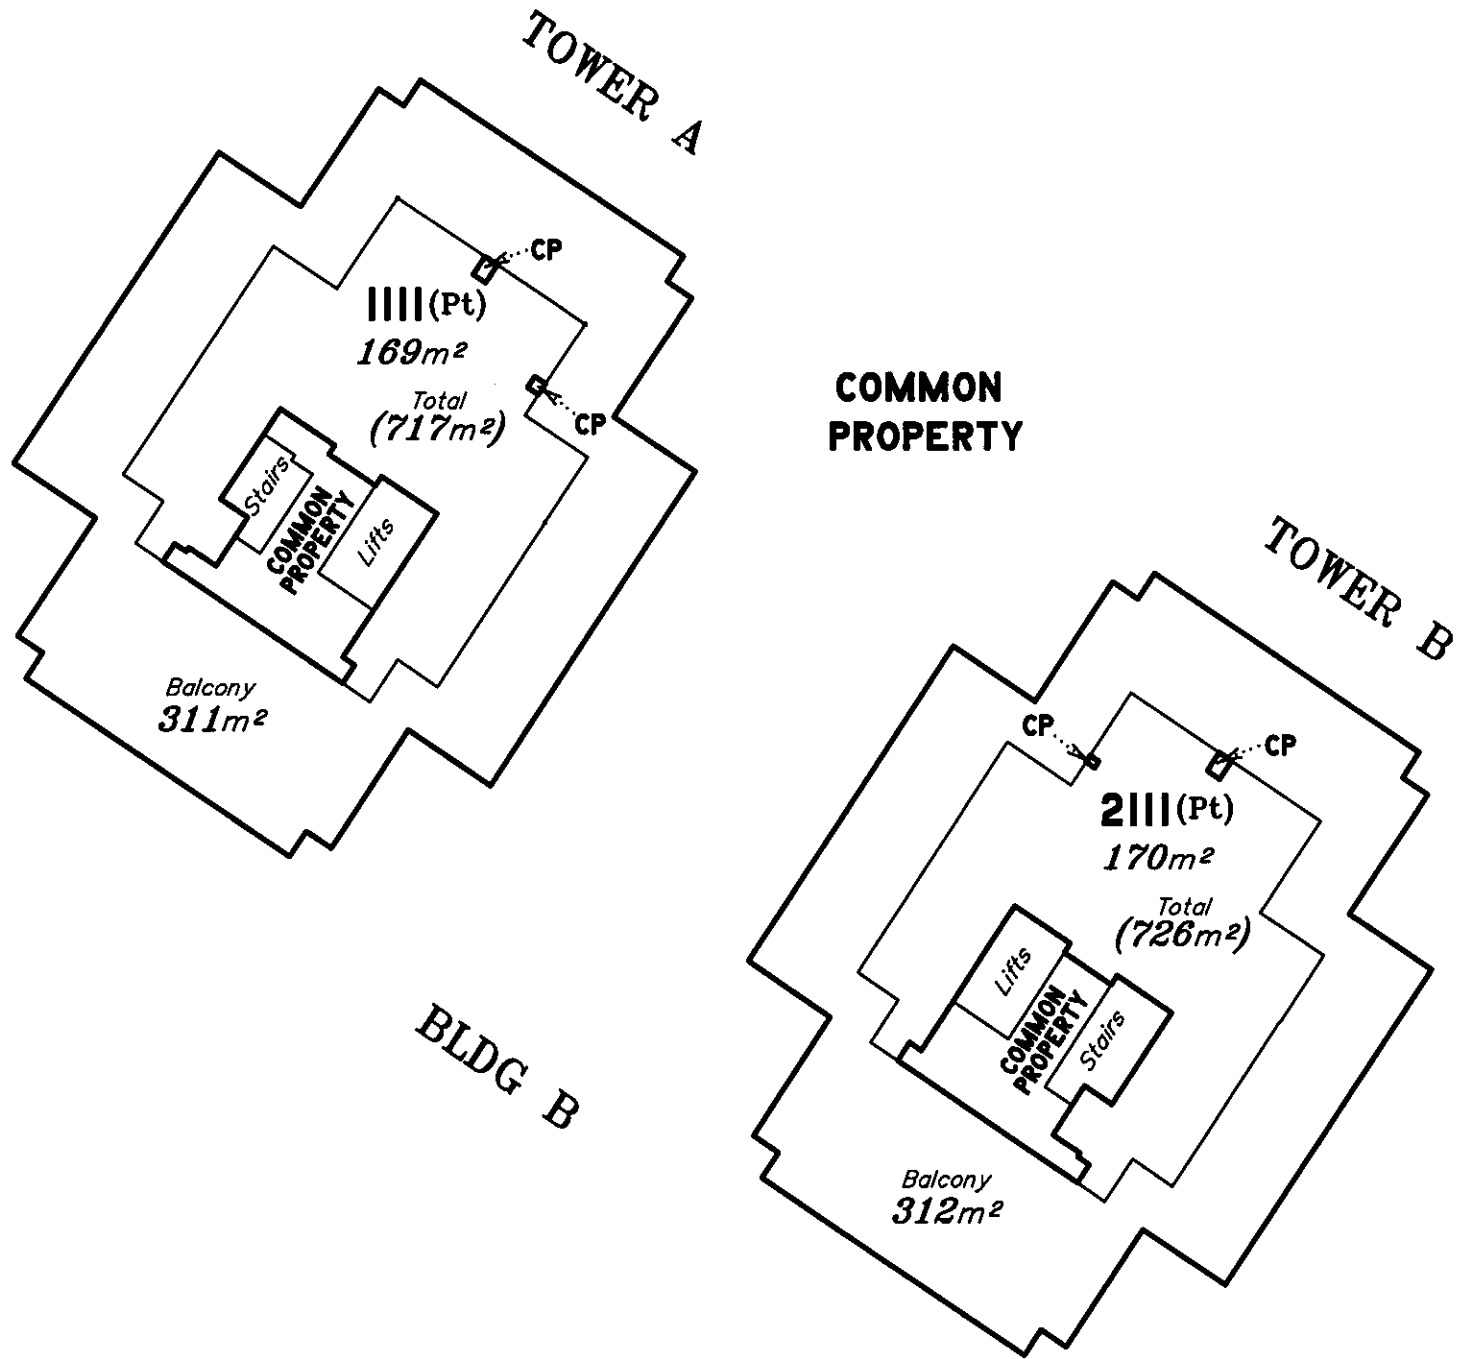 TOWER A
CP
1111(Pt)
169m²
Total
(717m²)
CP
Stairs
COMMON
PROPERTY
Lifts
Balcony
311m²
COMMON
PROPERTY
TOWER B
CP
CP
2111(Pt)
170m²
Total
(726m²)
Lifts
COMMON
PROPERTY
Stairs
Balcony
312m²
BLDG B